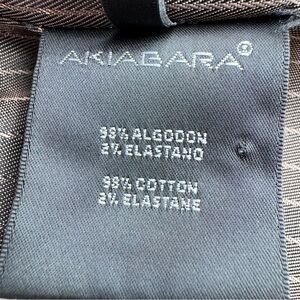 AKIABARA®
98% ALGODON
2% ELASTANO
98% COTTON
2% ELASTANE